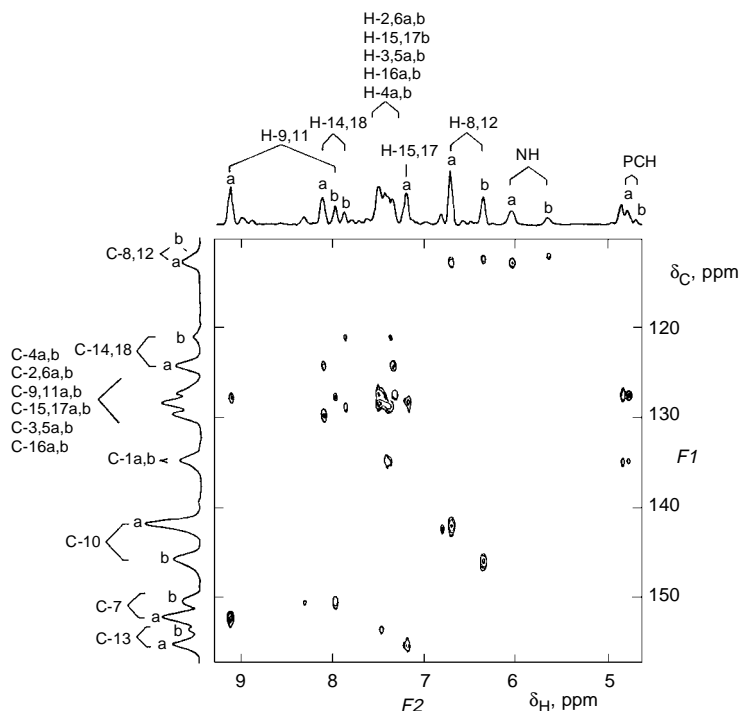 H-2,6a,b
H-15,17b
H-3,5a,b
H-16a,b
H-4a,b
H-14,18
H-8,12
H-9,11
H-15,17
NH
PCH
a
a
b
b
a
a
b
a
b
a
b
C-8,12
b
a
δC, ppm
120
C-4a,b
C-2,6a,b
C-9,11a,b
C-15,17a,b
C-3,5a,b
C-16a,b
C-14,18
b
a
130
C-1a,b
F1
140
C-10
a
b
150
C-7
b
a
C-13
b
a
9 8 7 6 5
F2
δH, ppm